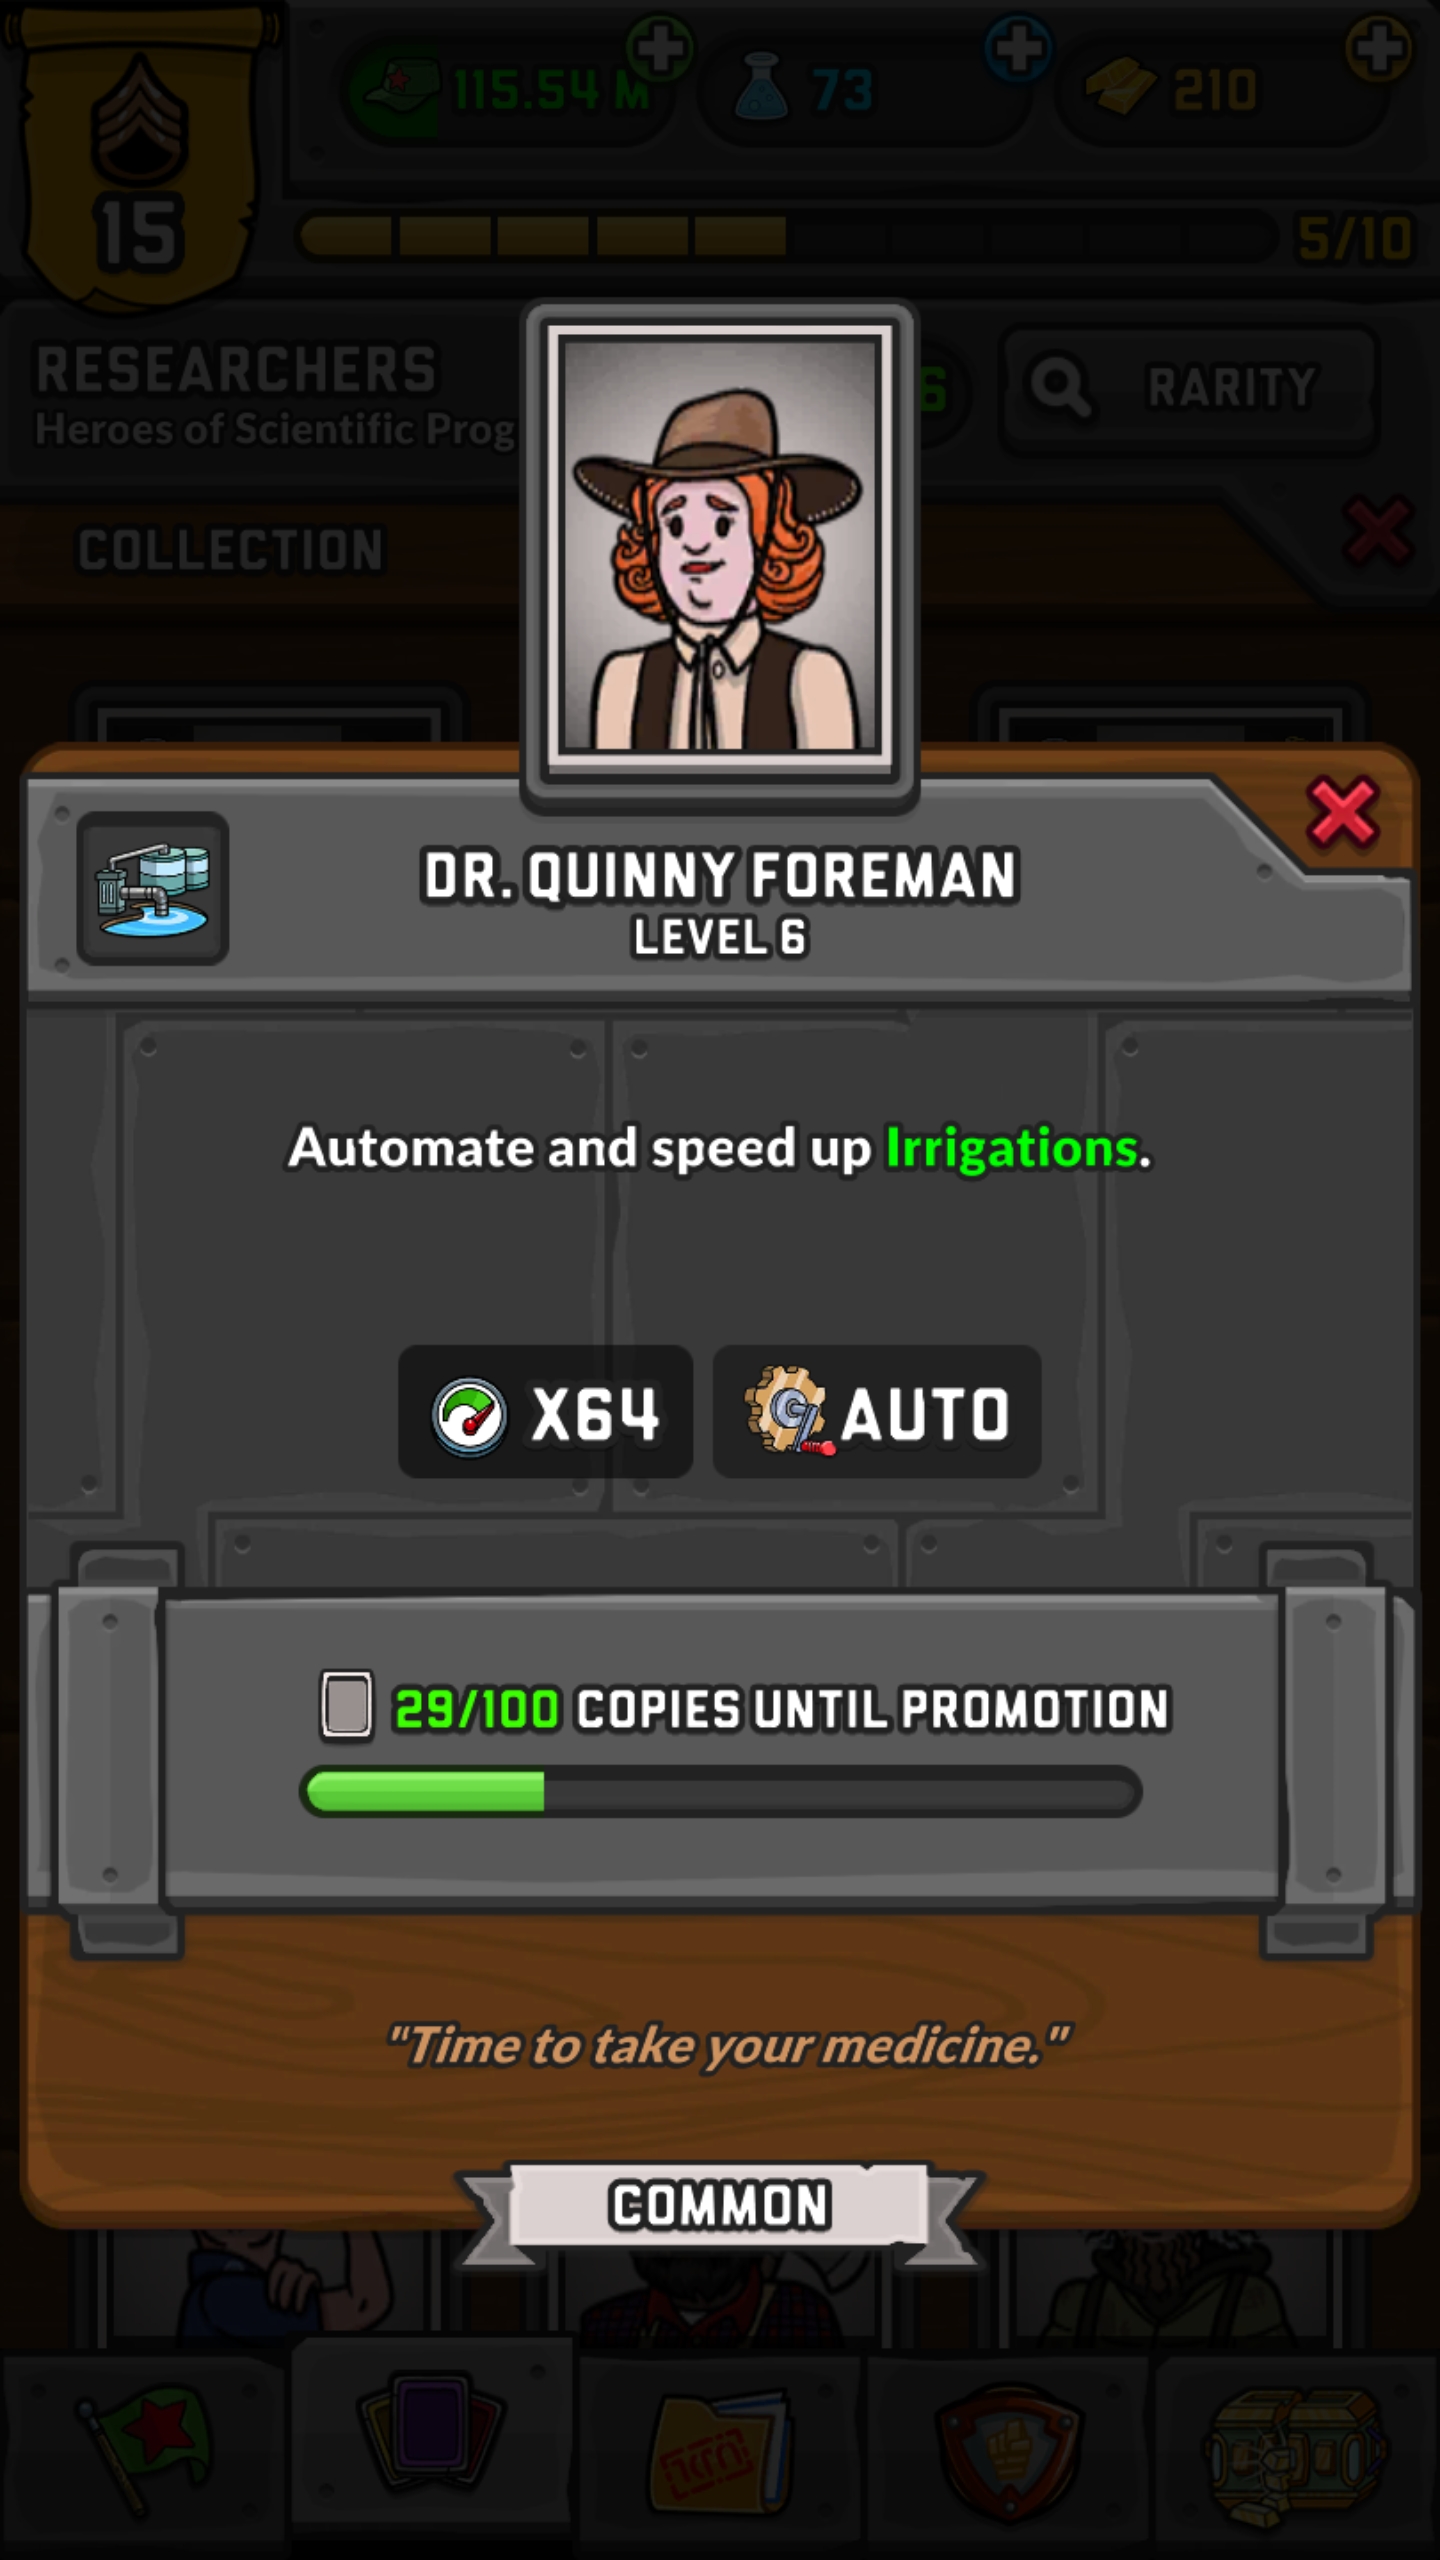 115.54 M
73
210
15
5/10
RESEARCHERS
Heroes of Scientific Prog
6
RARITY
COLLECTION
DR. QUINNY FOREMAN
LEVEL 6
Automate and speed up Irrigations.
X64
AUTO
29/100 COPIES UNTIL PROMOTION
"Time to take your medicine."
COMMON